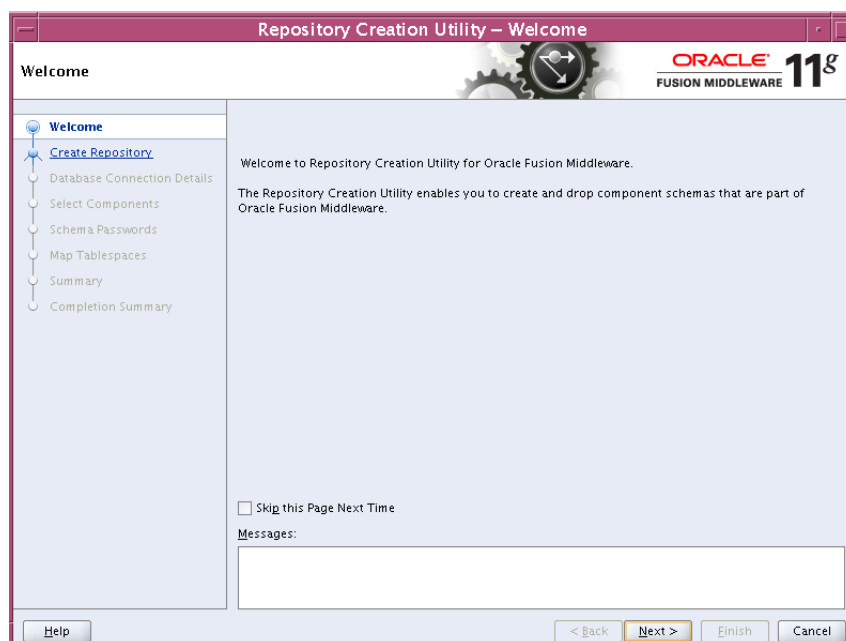 Repository Creation Utility – Welcome
Welcome
ORACLE
FUSION MIDDLEWARE
11g
Welcome
Create Repository
Database Connection Details
Select Components
Schema Passwords
Map Tablespaces
Summary
Completion Summary
Welcome to Repository Creation Utility for Oracle Fusion Middleware.
The Repository Creation Utility enables you to create and drop component schemas that are part of
Oracle Fusion Middleware.
Skip this Page Next Time
Messages:
Help
< Back
Next >
Finish
Cancel